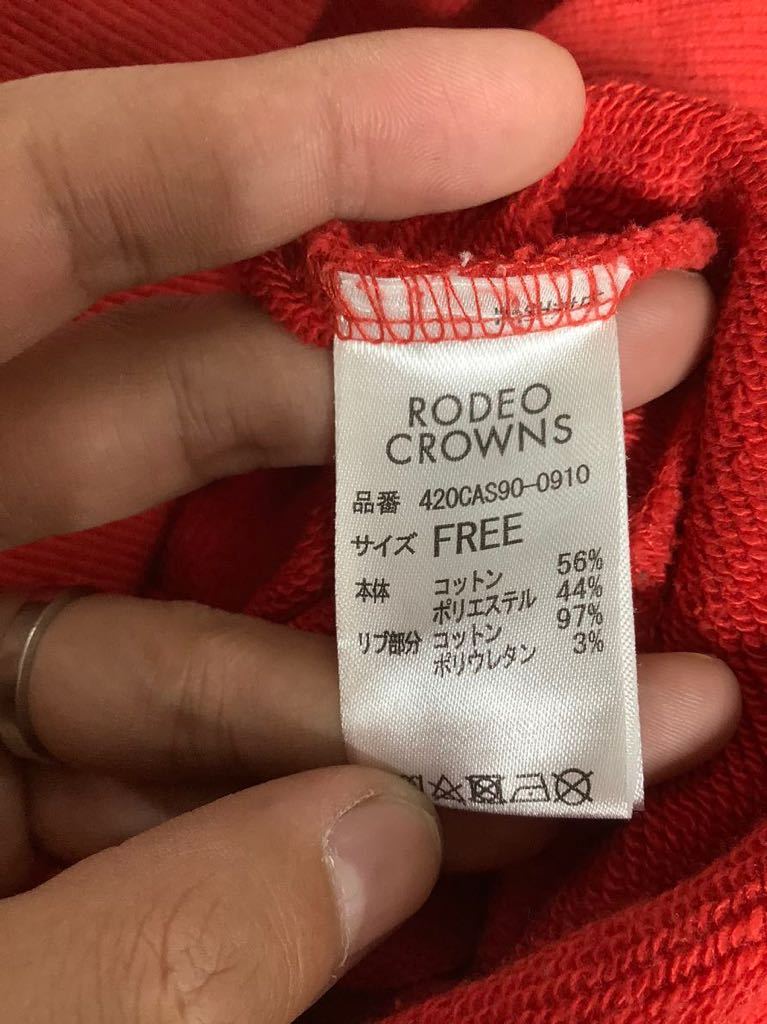 RODEO
CROWNS
品番 420CAS90-0910
サイズ FREE
本体 コットン 56%
ポリエステル 44%
リブ部分 コットン 97%
ポリウレタン 3%